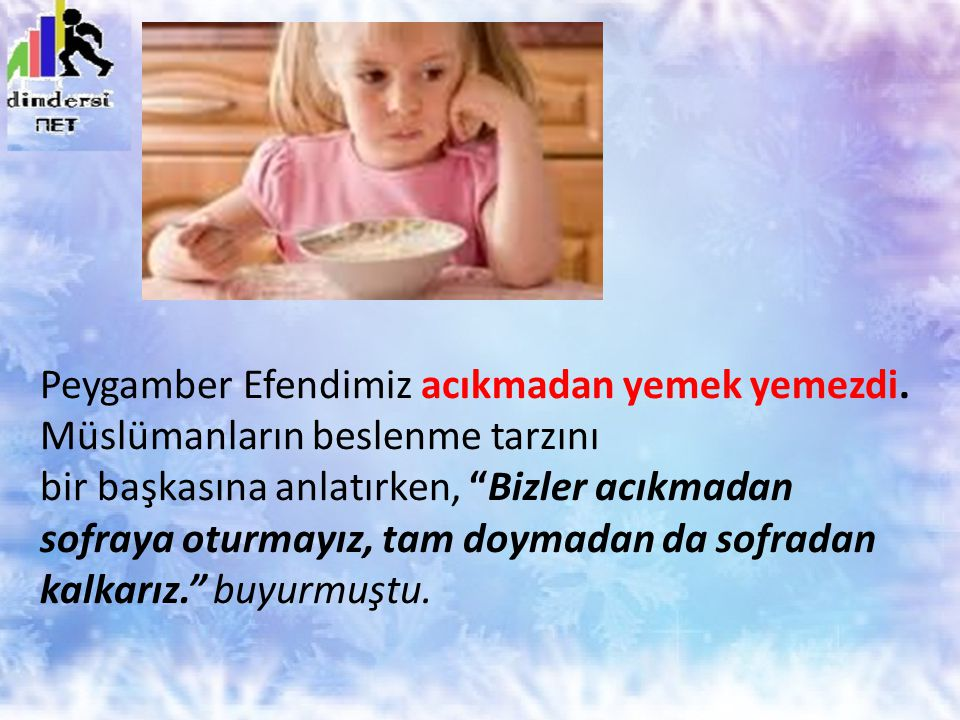 dindersi
NET
Peygamber Efendimiz acıkmadan yemek yemezdi.
Müslümanların beslenme tarzını
bir başkasına anlatırken, “Bizler acıkmadan
sofraya oturmayız, tam doymadan da sofradan
kalkarız.” buyurmuştu.